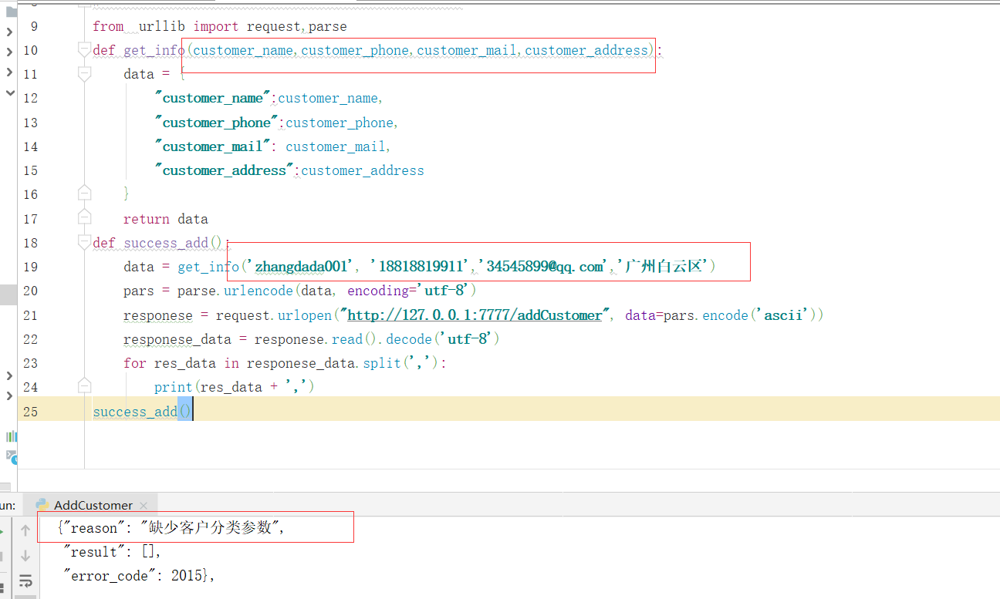 9 from  urllib import request,parse
10 def get_info(customer_name,customer_phone,customer_mail,customer_address):
11     data = {
12         "customer_name":customer_name,
13         "customer_phone":customer_phone,
14         "customer_mail": customer_mail,
15         "customer_address":customer_address
16     }
17     return data
18 def success_add():
19     data = get_info('zhangdada001', '18818819911','34545899@qq.com','广州白云区')
20     pars = parse.urlencode(data, encoding='utf-8')
21     responese = request.urlopen("http://127.0.0.1:7777/addCustomer", data=pars.encode('ascii'))
22     responese_data = responese.read().decode('utf-8')
23     for res_data in responese_data.split(','):
24         print(res_data + ',')
25 success_add()
un: AddCustomer ×
{"reason": "缺少客户分类参数",
"result": [],
"error_code": 2015},